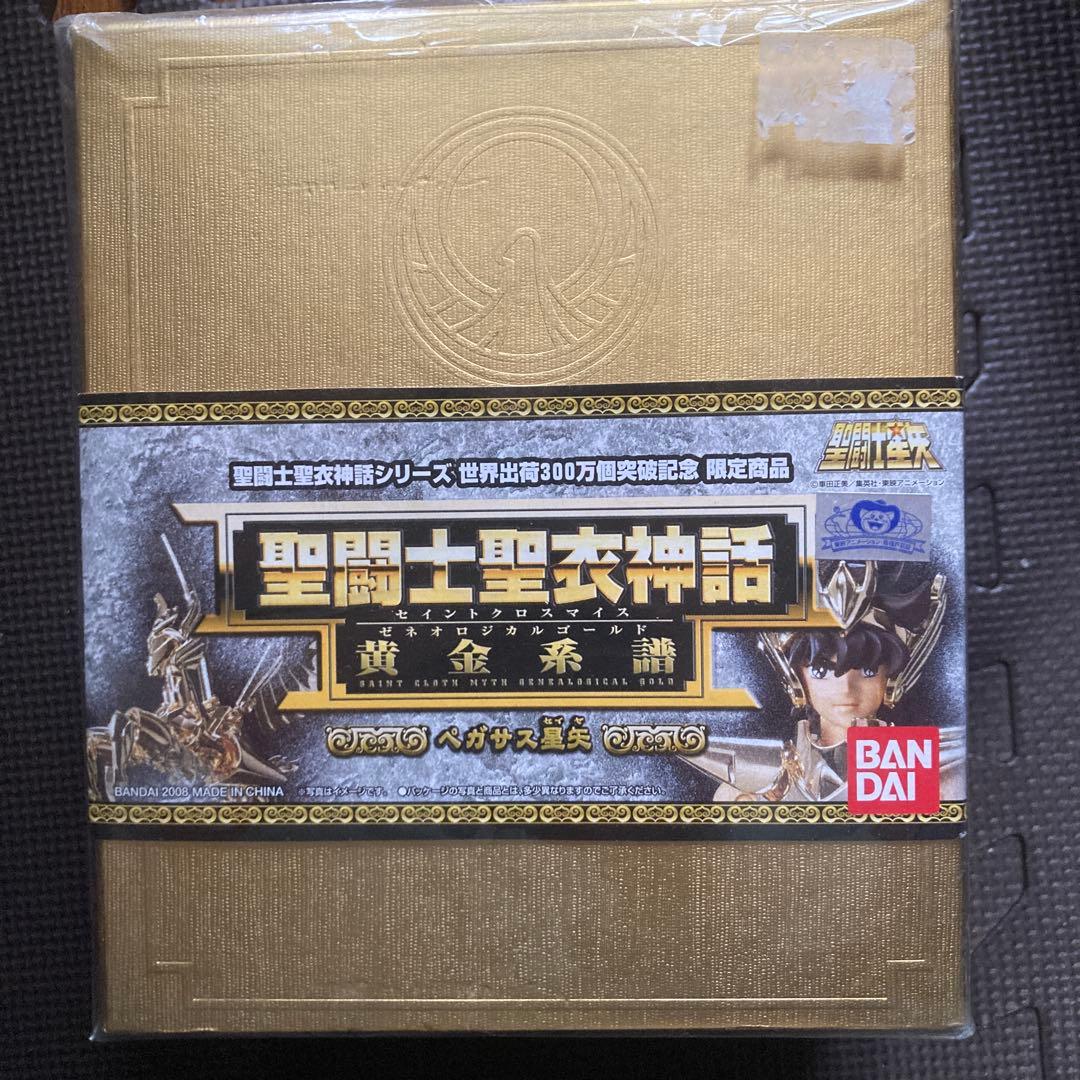 聖闘士聖衣神話シリーズ 世界出荷300万個突破記念 限定商品
聖闘士星矢
©車田正美/集英社・東映アニメーション
聖闘士聖衣神話
セイントクロスマイス
ゼネオロジカルゴールド
黄金系譜
SAINT CLOTH MYTH GENEALOGICAL GOLD
セイヤ
ペガサス星矢
BANDAI 2008 MADE IN CHINA ※写真はイメージです。 ●パッケージの写真と商品とは、多少異なりますのでご了承ください。
BAN
DAI